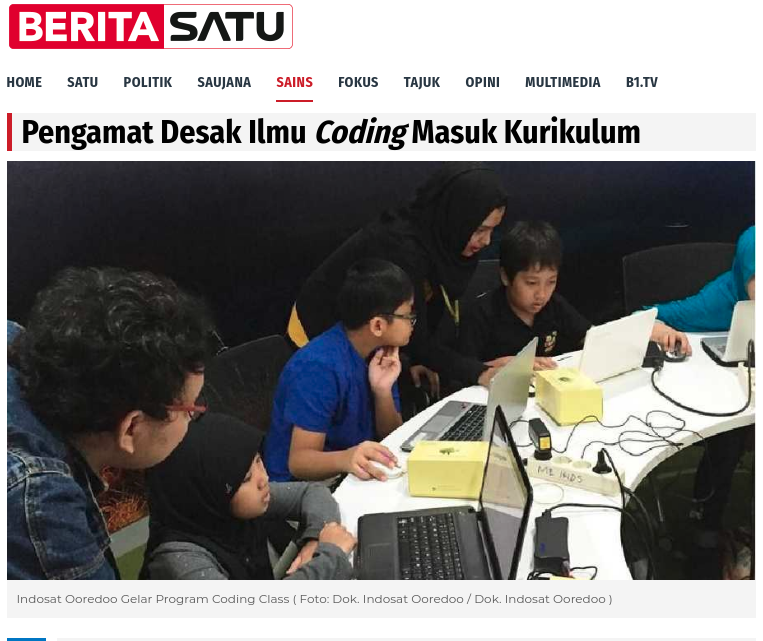 BERITA SATU
HOME SATU POLITIK SAUJANA SAINS FOKUS TAJUK OPINI MULTIMEDIA B1.TV
Pengamat Desak Ilmu Coding Masuk Kurikulum
ME KIDS
Indosat Ooredoo Gelar Program Coding Class ( Foto: Dok. Indosat Ooredoo / Dok. Indosat Ooredoo )